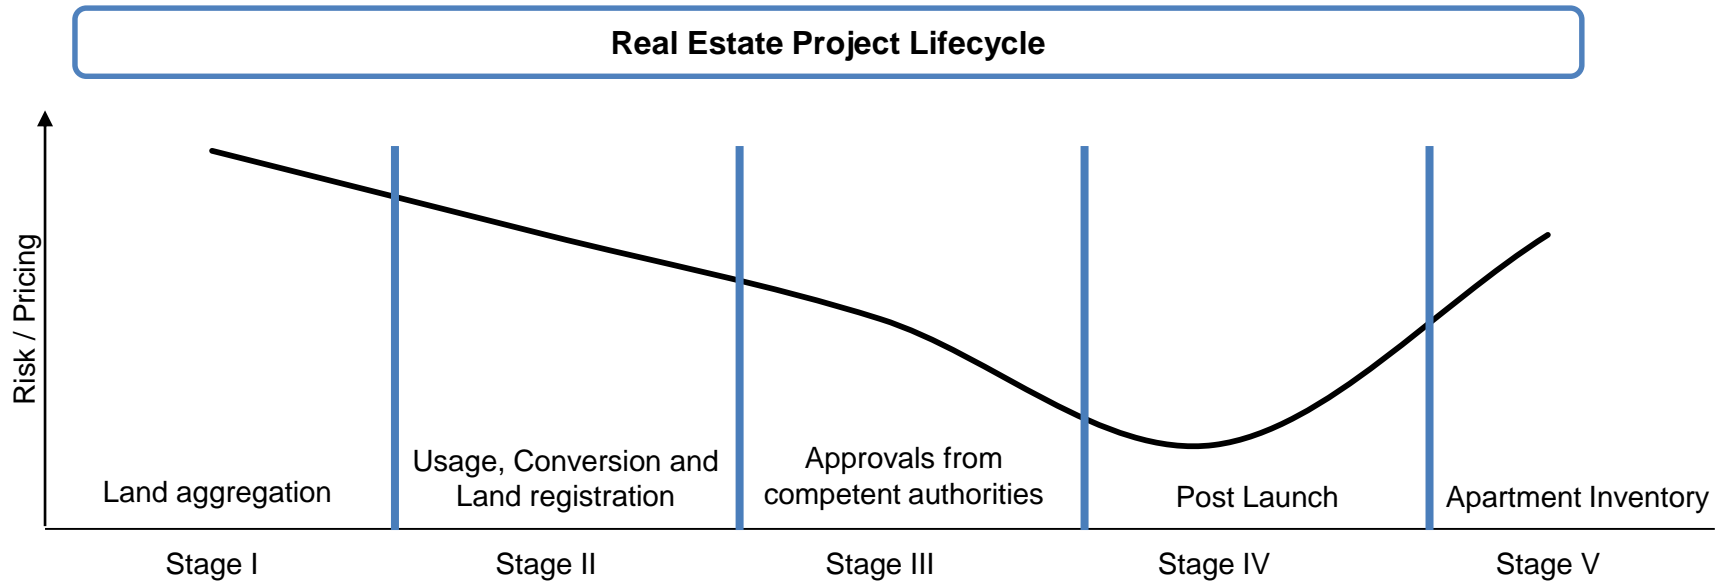 Real Estate Project Lifecycle
Risk / Pricing
Land aggregation
Usage, Conversion and
Land registration
Approvals from
competent authorities
Post Launch
Apartment Inventory
Stage I
Stage II
Stage III
Stage IV
Stage V